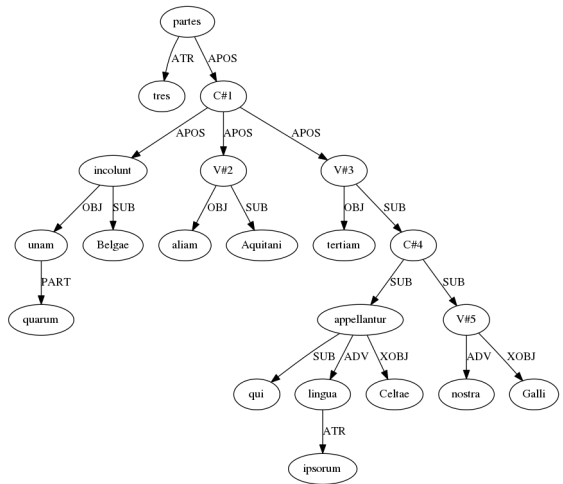 partes
ATR APOS
tres C#1
APOS APOS APOS
incolunt V#2 V#3
OBJ SUB OBJ SUB OBJ SUB
unam Belgae aliam Aquitani tertiam C#4
PART SUB SUB
quarum appellantur V#5
SUB ADV XOBJ ADV XOBJ
qui lingua Celtae nostra Galli
ATR
ipsorum